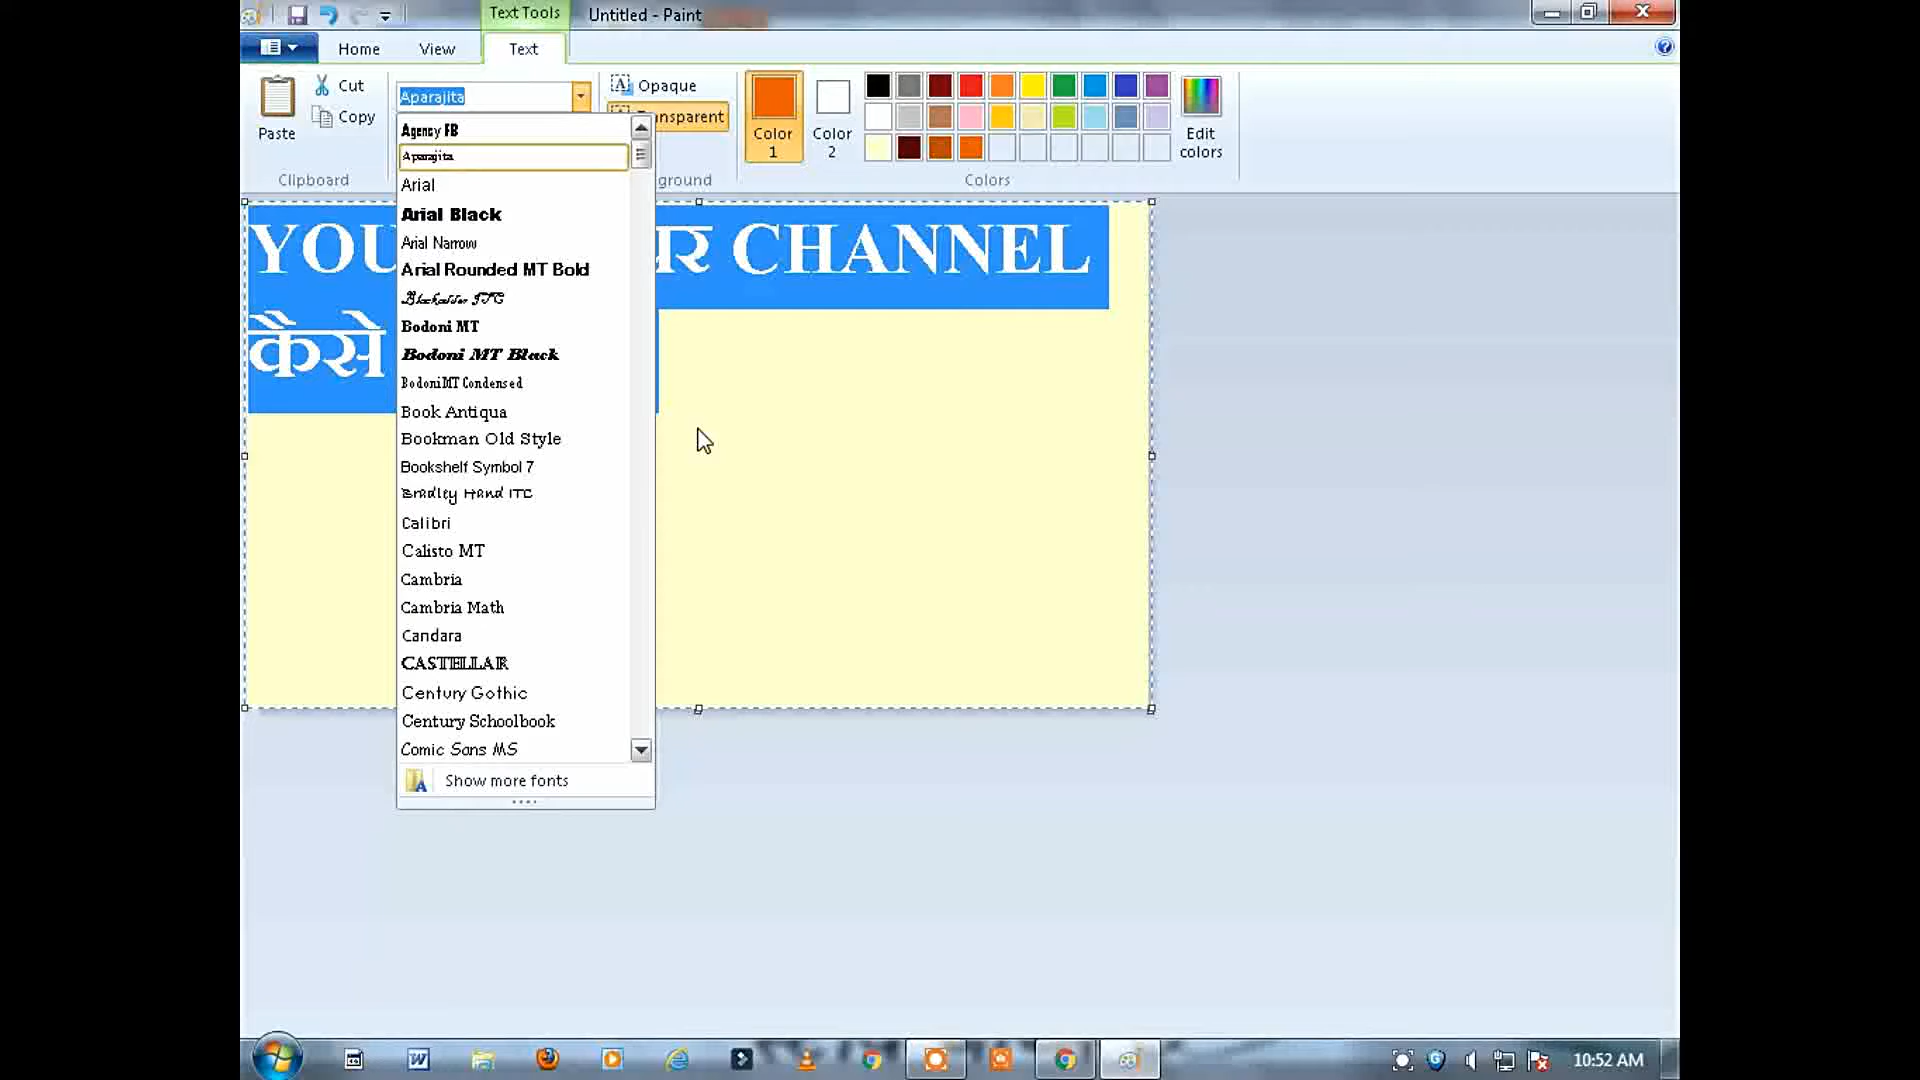 Text Tools
Untitled - Paint
Home
View
Text
Paste
Cut
Copy
Clipboard
Aparajita
Opaque
Color
1
Color
2
Edit
colors
Colors
Agency FB
Aparajita
Arial
Arial Black
Arial Narrow
Arial Rounded MT Bold
Blackadder ITC
Bodoni MT
Bodoni MT Black
Bodoni MT Condensed
Book Antiqua
Bookman Old Style
Bookshelf Symbol 7
Bradley Hand ITC
Calibri
Calisto MT
Cambria
Cambria Math
Candara
CASTELLAR
Century Gothic
Century Schoolbook
Comic Sans MS
Show more fonts
CHANNEL
कैसे
10:52 AM